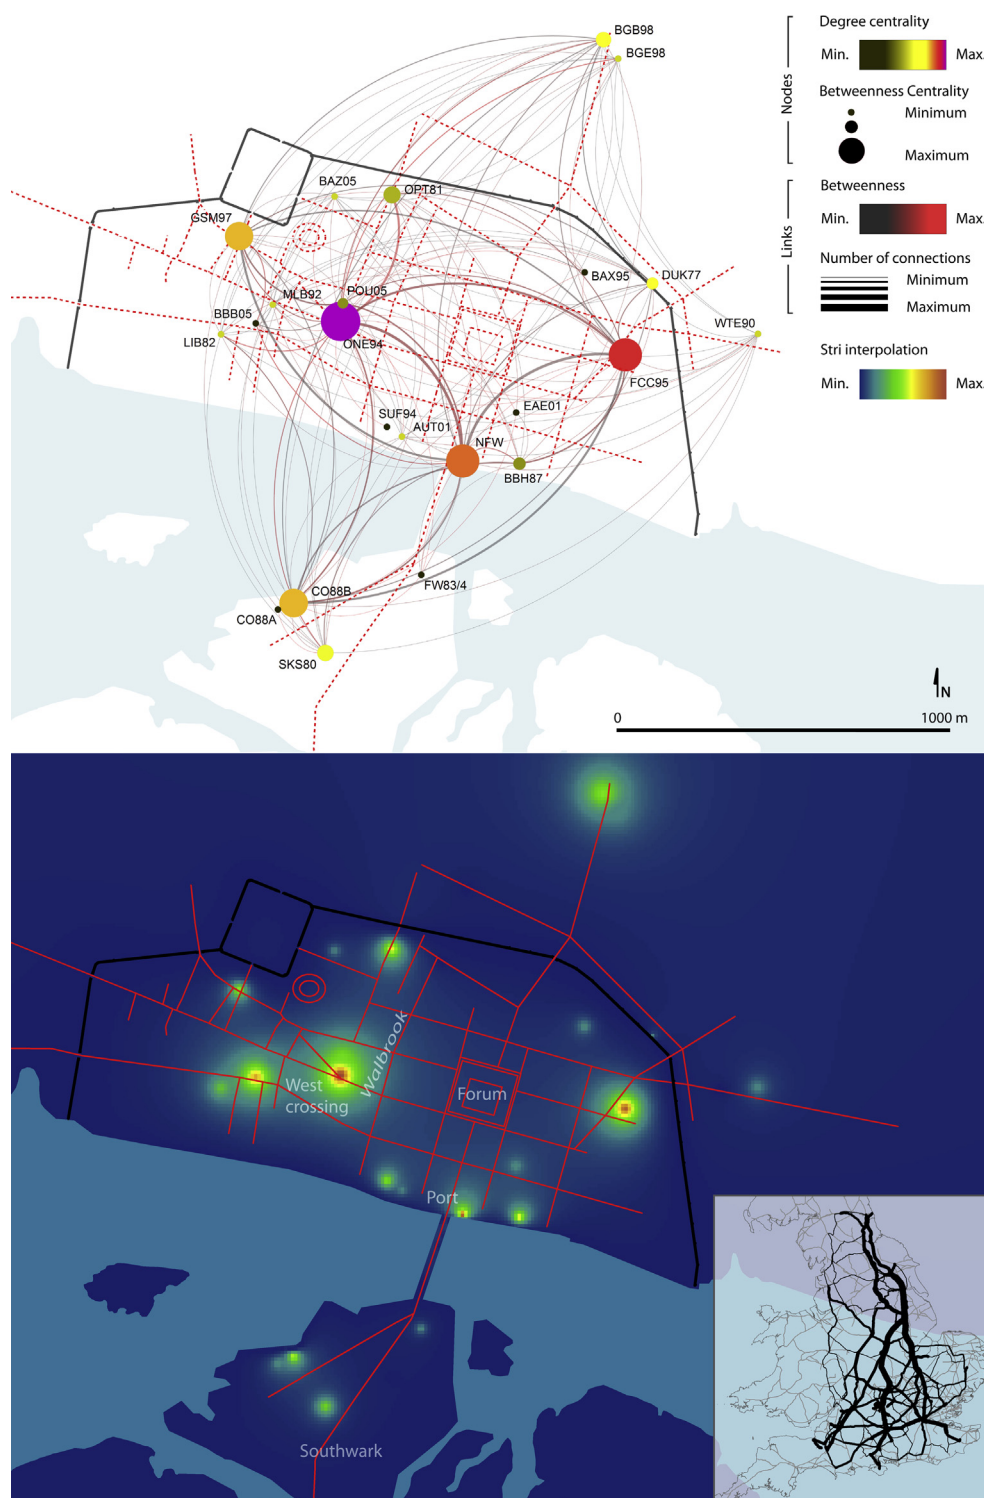 Degree centrality
Min.
Max.
Nodes
Betweenness Centrality
Minimum
Maximum
Betweenness
Min.
Max.
Links
Number of connections
Minimum
Maximum
Stri interpolation
Min.
Max.
BGB98
BGE98
BAZ05
OPT81
GSM97
BAX95
DUK77
MLB92
POU05
BBB05
WTE90
LIB82
ONE94
FCC95
EAE01
SUF94
AUT01
NFW
BBH87
FW83/4
CO88B
CO88A
SKS80
N
0
1000 m
Walbrook
West
crossing
Forum
Port
Southwark